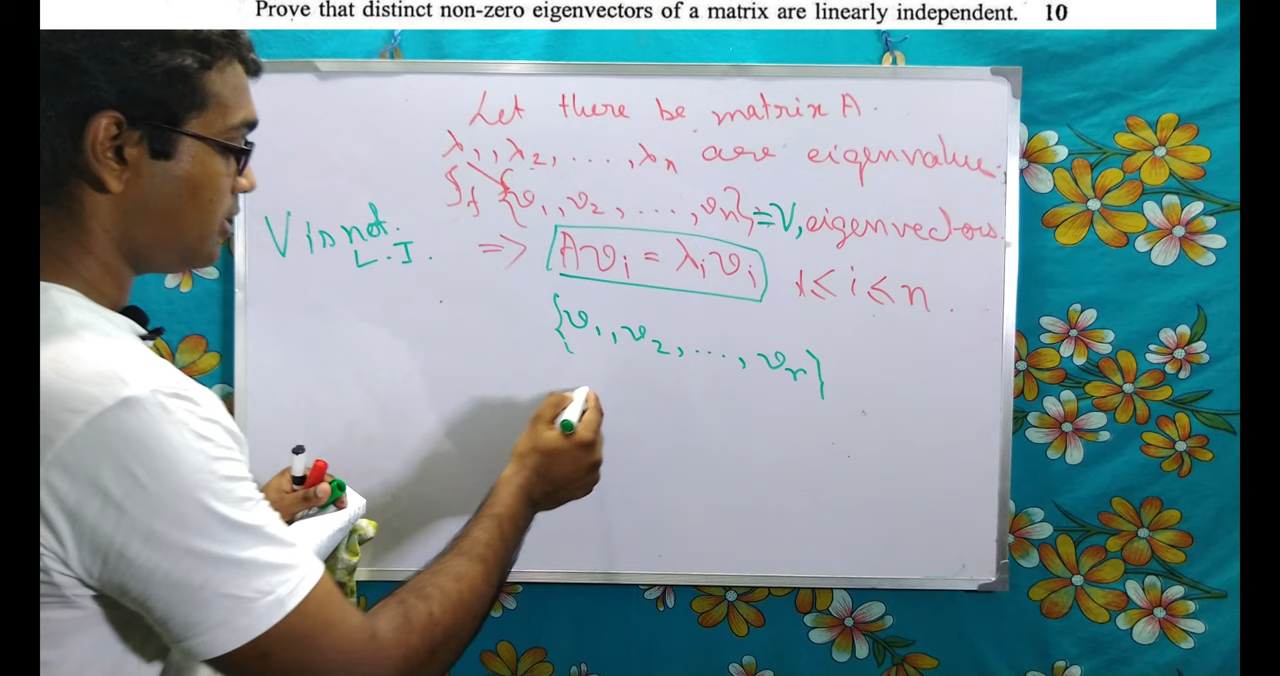 Prove that distinct non-zero eigenvectors of a matrix are linearly independent. 10
Let there be matrix A.
λ₁, λ₂, ..., λₙ are eigenvalue.
If {v₁, v₂, ..., vₙ} = V, eigenvectors.
V is not L.I.
=> Avᵢ = λᵢvᵢ 1 ≤ i ≤ n.
{v₁, v₂, ..., vᵣ}